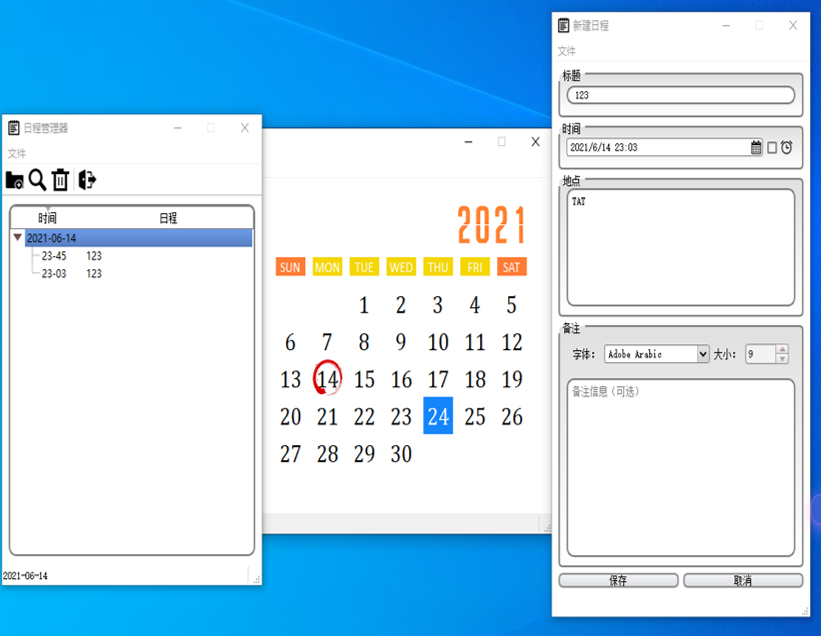 日程管理器
文件
时间 日程
2021-06-14
23-45 123
23-03 123
2021-06-14
2021
SUN MON TUE WED THU FRI SAT
1 2 3 4 5
6 7 8 9 10 11 12
13 14 15 16 17 18 19
20 21 22 23 24 25 26
27 28 29 30
新建日程
文件
标题
123
时间
2021/6/14 23:03
地点
TAT
备注
字体: Adobe Arabic 大小: 9
备注信息(可选)
保存 取消